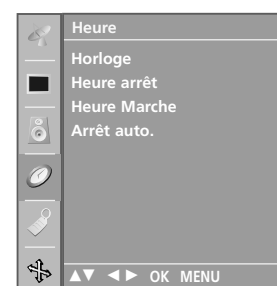 Heure
Horloge
Heure arrêt
Heure Marche
Arrêt auto.
▲▼ ◄► OK MENU